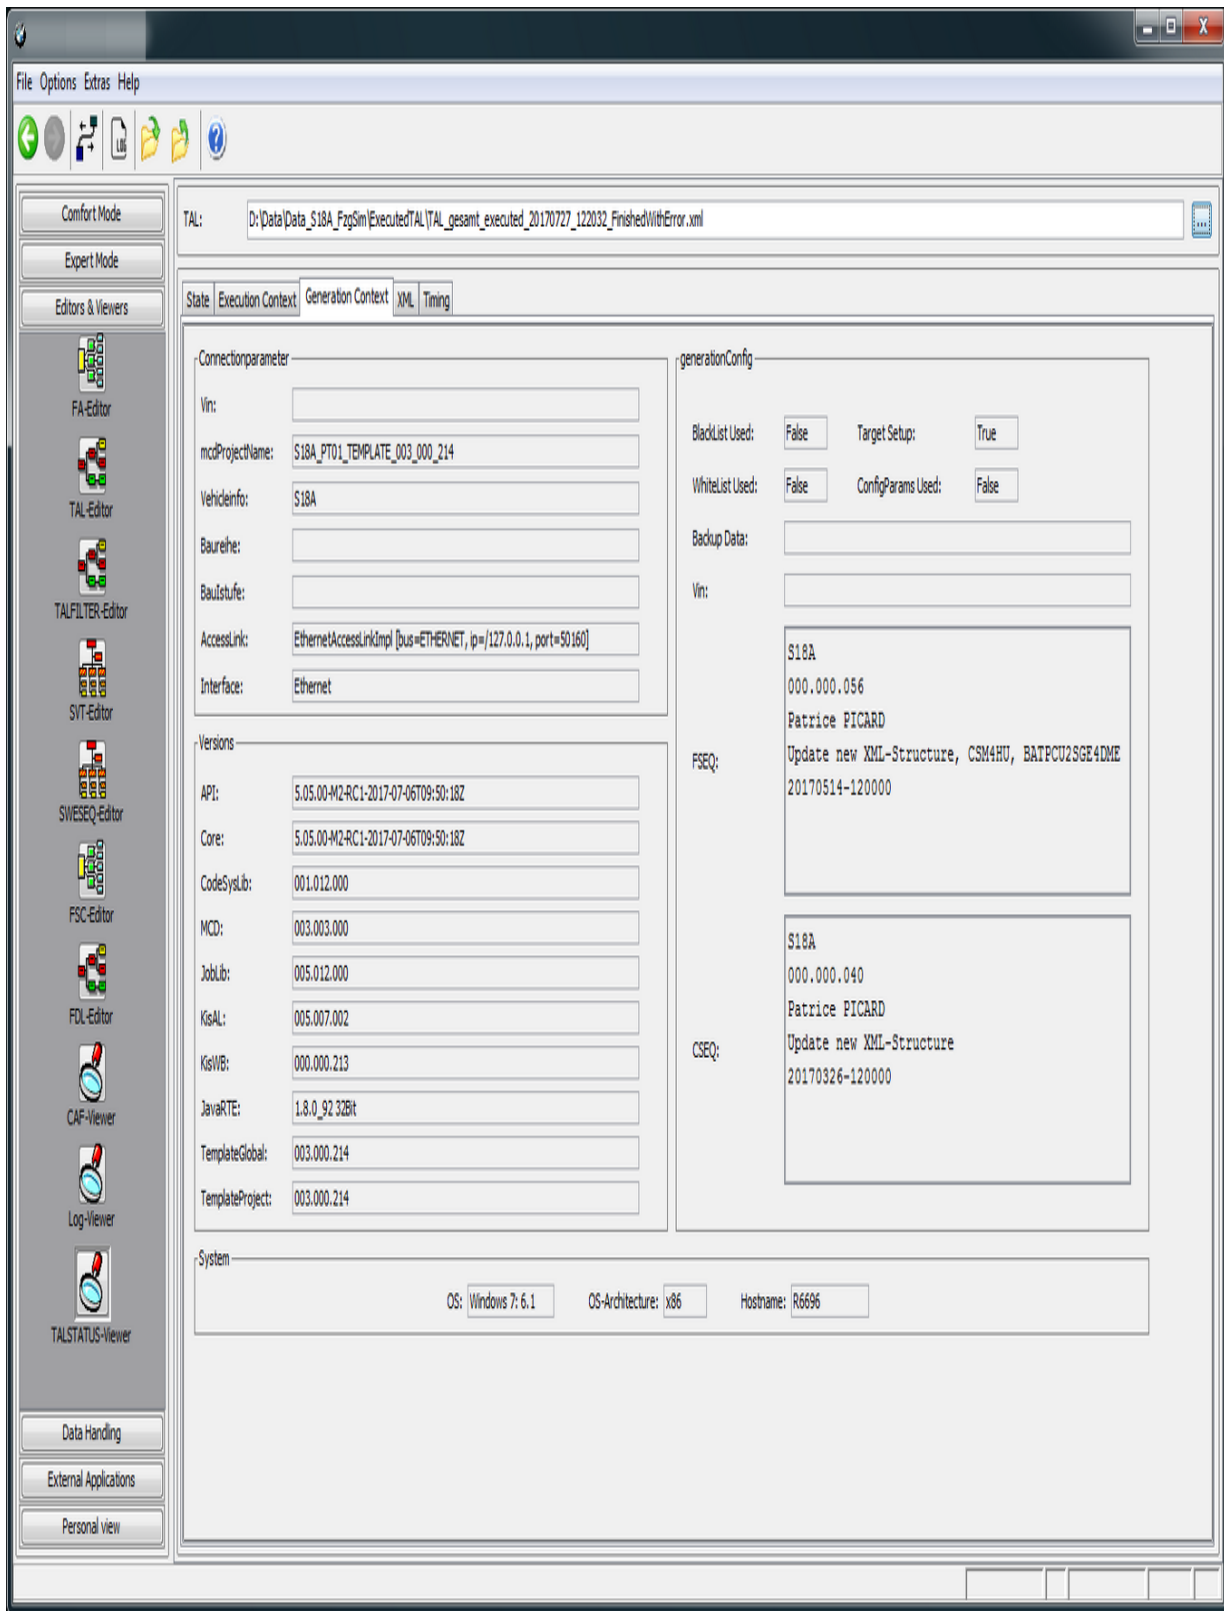 File Options Extras Help
LOG
Comfort Mode
Expert Mode
Editors & Viewers
FA-Editor
TAL-Editor
TALFILTER-Editor
SVT-Editor
SWESEQ-Editor
FSC-Editor
FDL-Editor
CAF-Viewer
Log-Viewer
TALSTATUS-Viewer
Data Handling
External Applications
Personal view
TAL: D:\Data\Data_S18A_FzgSim\ExecutedTAL\TAL_gesamt_executed_20170727_122032_FinishedWithError.xml ...
State Execution Context Generation Context XML Timing
Connectionparameter
Vin:
mcdProjectName: S18A_PT01_TEMPLATE_003_000_214
Vehicleinfo: S18A
Baureihe:
BauIstufe:
AccessLink: EthernetAccessLinkImpl [bus=ETHERNET, ip=/127.0.0.1, port=50160]
Interface: Ethernet
Versions
API: 5.05.00-M2-RC1-2017-07-06T09:50:18Z
Core: 5.05.00-M2-RC1-2017-07-06T09:50:18Z
CodeSysLib: 001.012.000
MCD: 003.003.000
JobLib: 005.012.000
KisAL: 005.007.002
KisWB: 000.000.213
JavaRTE: 1.8.0_92 32Bit
TemplateGlobal: 003.000.214
TemplateProject: 003.000.214
generationConfig
BlackList Used: False Target Setup: True
WhiteList Used: False ConfigParams Used: False
Backup Data:
Vin:
FSEQ:
S18A
000.000.056
Patrice PICARD
Update new XML-Structure, CSM4HU, BATPCU2SGE4DME
20170514-120000
CSEQ:
S18A
000.000.040
Patrice PICARD
Update new XML-Structure
20170326-120000
System
OS: Windows 7: 6.1 OS-Architecture: x86 Hostname: R6696